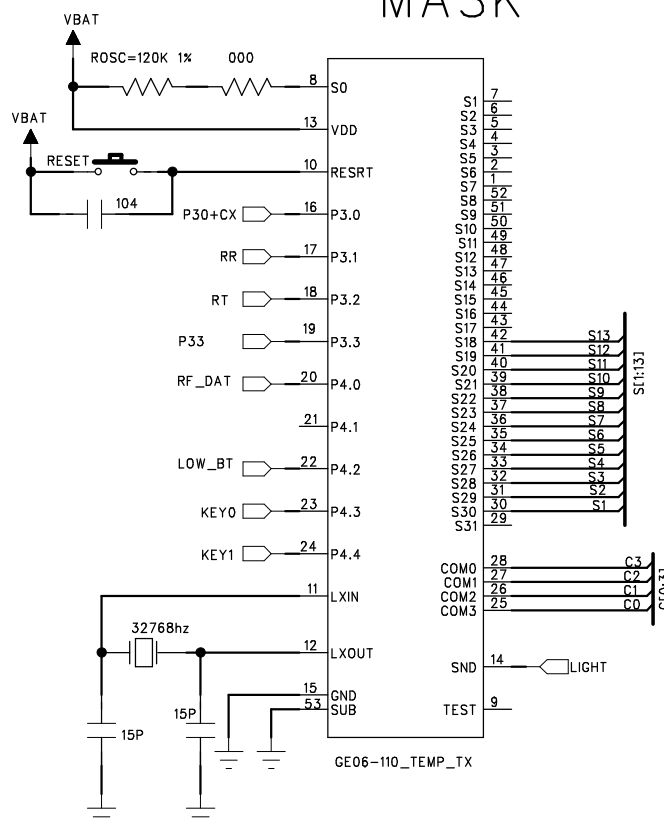 MASK
VBAT
ROSC=120K 1% 000
8 S0
13 VDD
VBAT
RESET
10 RESRT
104
P30+CX 16 P3.0
RR 17 P3.1
RT 18 P3.2
P33 19 P3.3
RF_DAT 20 P4.0
21 P4.1
LOW_BT 22 P4.2
KEY0 23 P4.3
KEY1 24 P4.4
11 LXIN
32768hz
12 LXOUT
15 GND
53 SUB
15P
15P
S1 7
S2 6
S3 5
S4 4
S5 3
S6 2
S7 1
S8 52
S9 51
S10 50
S11 49
S12 48
S13 47
S14 46
S15 45
S16 44
S17 43
S18 42 S13
S19 41 S12
S20 40 S11
S21 39 S10
S22 38 S9
S23 37 S8
S24 36 S7
S25 35 S6
S26 34 S5
S27 33 S4
S28 32 S3
S29 31 S2
S30 30 S1
S31 29
S[1:13]
COM0 28 C3
COM1 27 C2
COM2 26 C1
COM3 25 C0
C[0:3]
SND 14 LIGHT
TEST 9
GE06-110_TEMP_TX